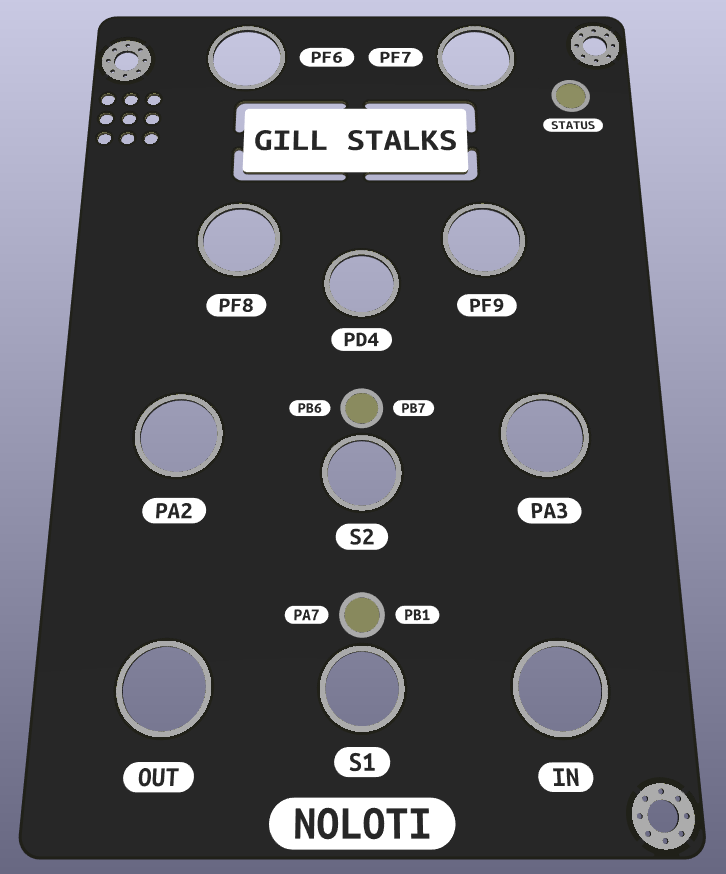 PF6 PF7
STATUS
GILL STALKS
PF8 PF9
PD4
PB6 PB7
PA2 PA3
S2
PA7 PB1
S1
OUT IN
NOLOTI